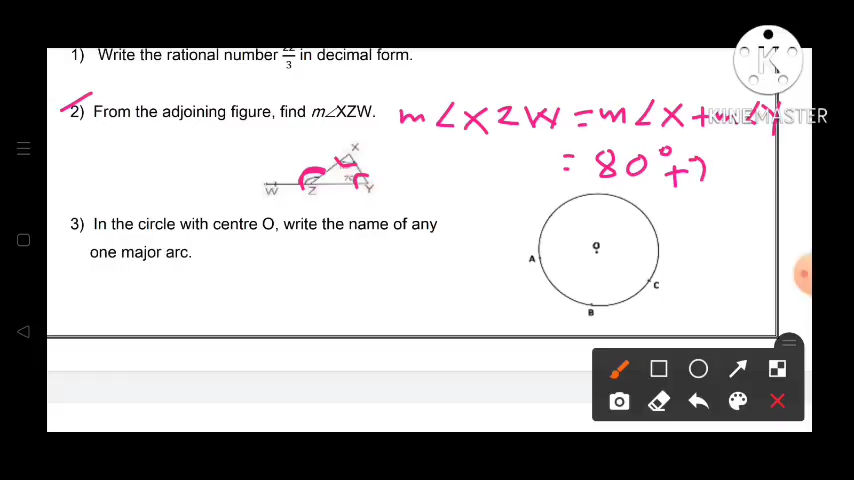 1) Write the rational number 22/3 in decimal form.
2) From the adjoining figure, find m∠XZW.
m∠XZW = m∠X + m∠Y
= 80° + 7
KINEMASTER
K
X
W
Z
Y
3) In the circle with centre O, write the name of any
one major arc.
O
A
C
B